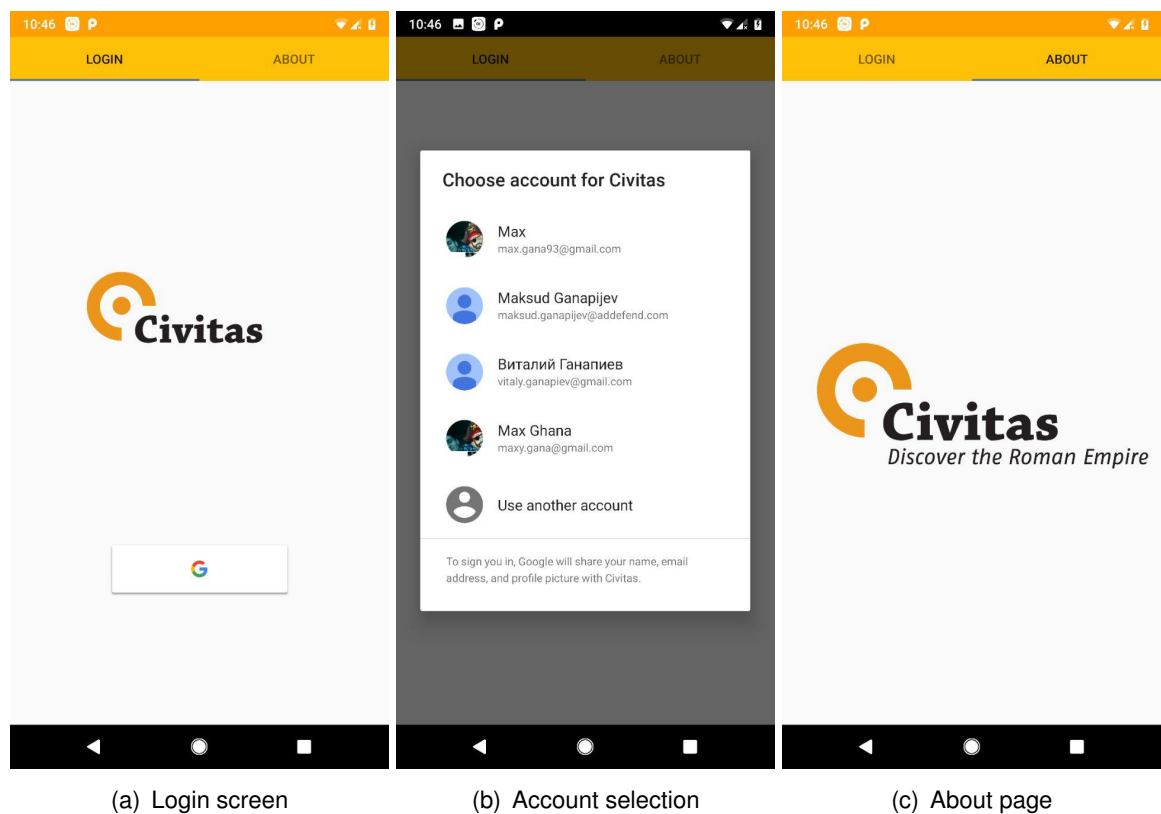 10:46
LOGIN ABOUT
Civitas
G
(a) Login screen
10:46
LOGIN ABOUT
Choose account for Civitas
Max
max.gana93@gmail.com
Maksud Ganapijev
maksud.ganapijev@addefend.com
Виталий Ганапиев
vitaly.ganapiev@gmail.com
Max Ghana
maxy.gana@gmail.com
Use another account
To sign you in, Google will share your name, email
address, and profile picture with Civitas.
(b) Account selection
10:46
LOGIN ABOUT
Civitas
Discover the Roman Empire
(c) About page